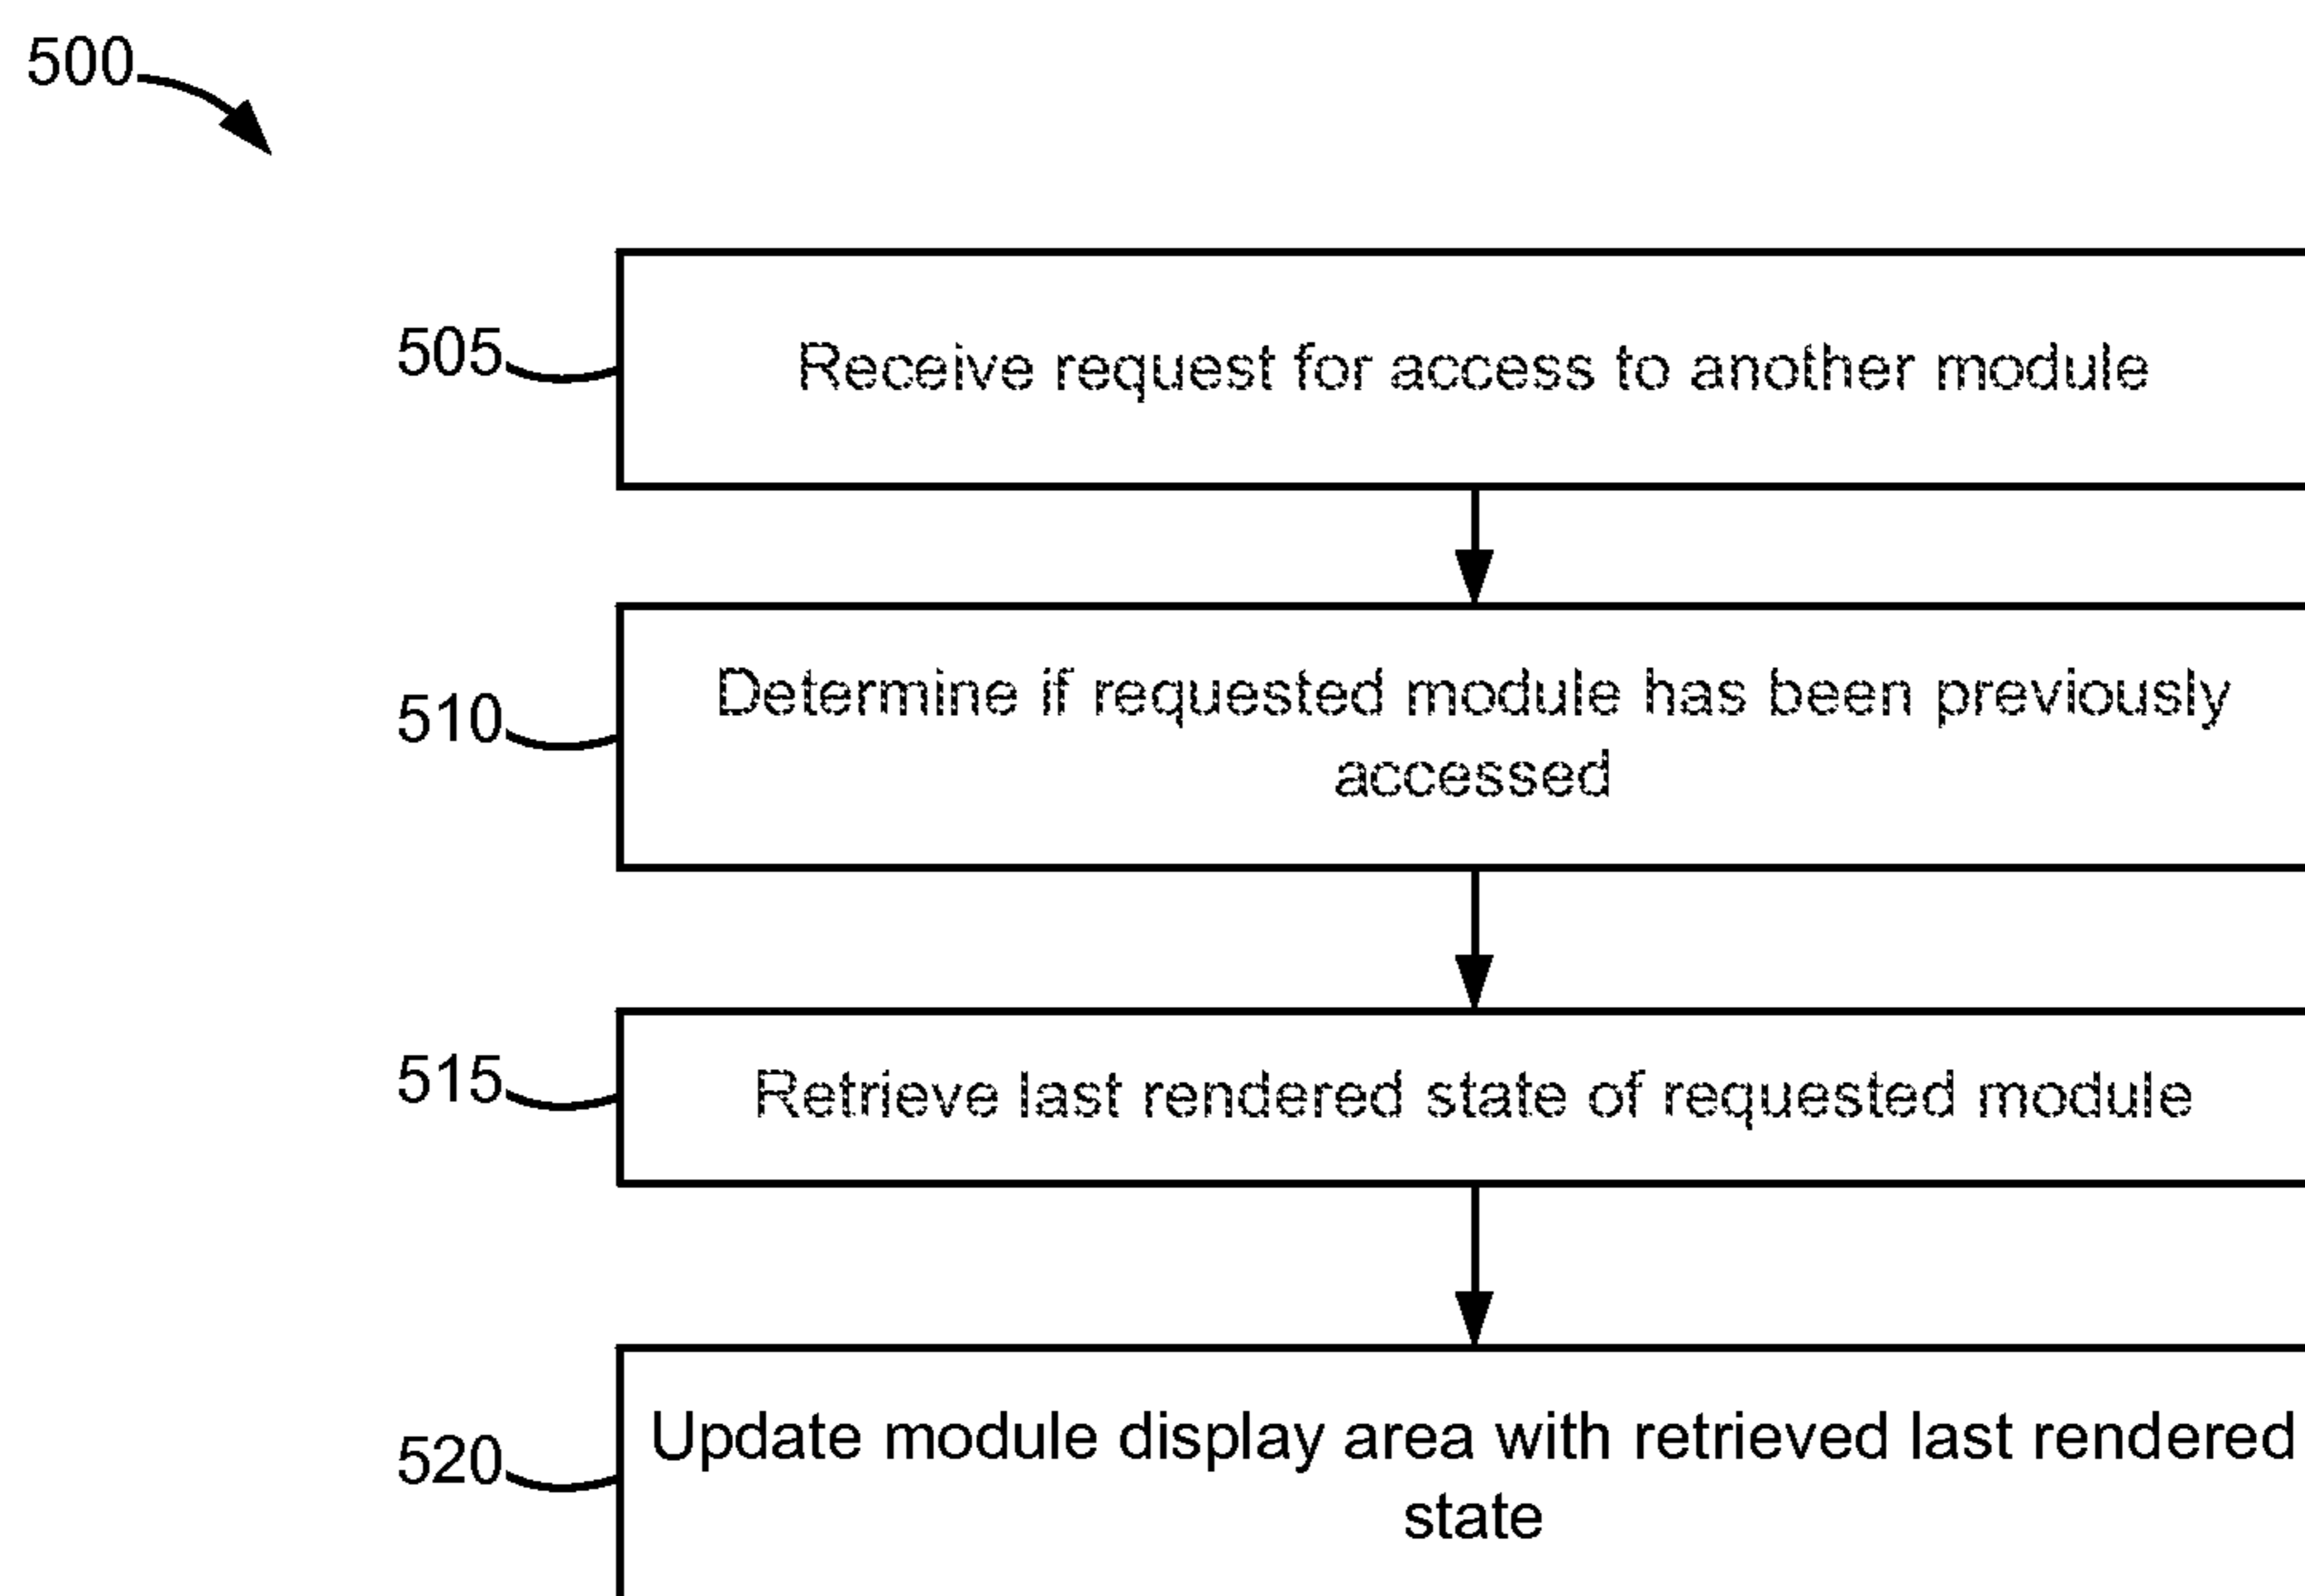 500
505
Receive request for access to another module
510
Determine if requested module has been previously
accessed
515
Retrieve last rendered state of requested module
520
Update module display area with retrieved last rendered
state